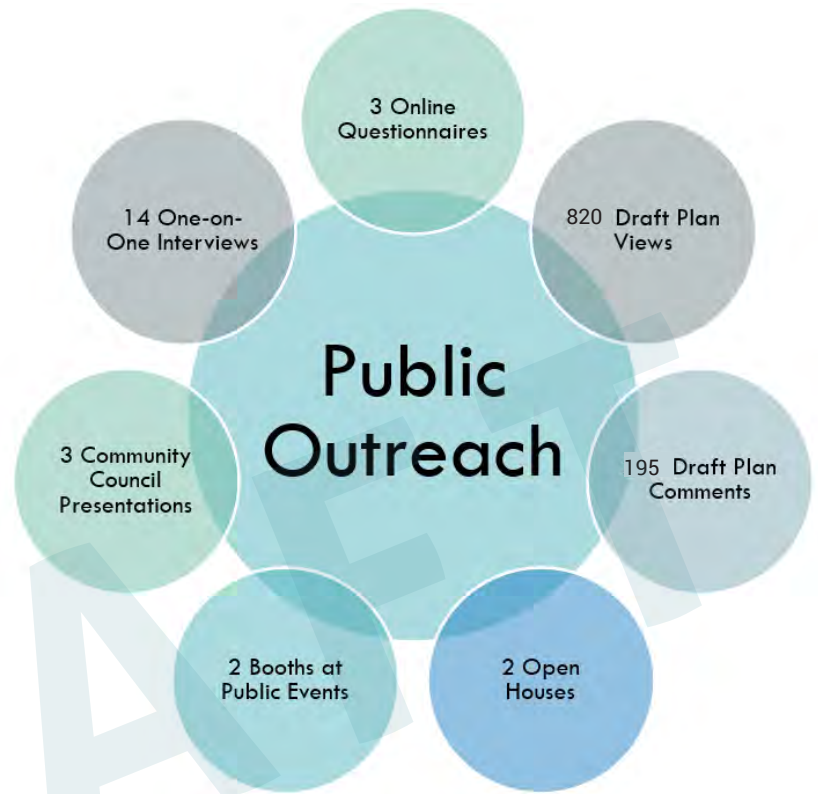 3 Online
Questionnaires
14 One-on-
One Interviews
820 Draft Plan
Views
Public
Outreach
3 Community
Council
Presentations
195 Draft Plan
Comments
2 Booths at
Public Events
2 Open
Houses
AFT